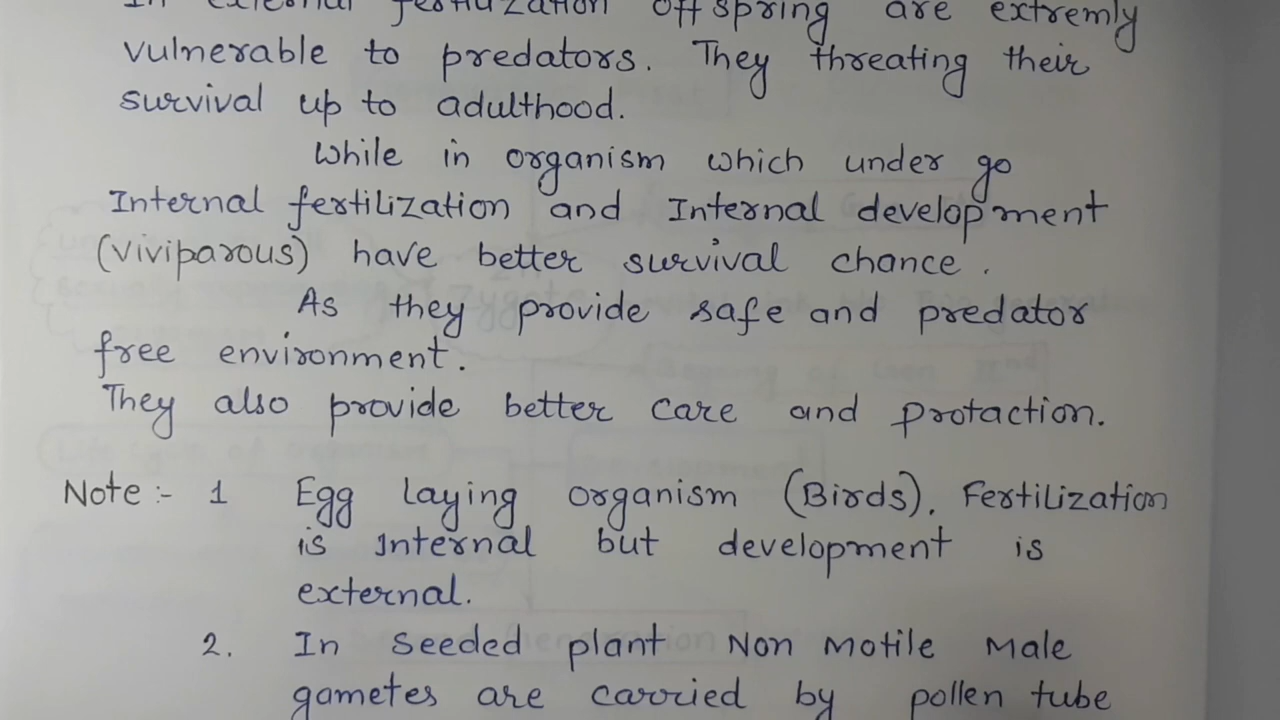 In external fertilization offspring are extremly
vulnerable to predators. They threating their
survival up to adulthood.
While in organism which under go
Internal fertilization and Internal development
(viviparous) have better survival chance.
As they provide safe and predator
free environment.
They also provide better care and protaction.
Note :- 1 Egg laying organism (Birds). Fertilization
is Internal but development is
external.
2. In seeded plant Non motile Male
gametes are carried by pollen tube